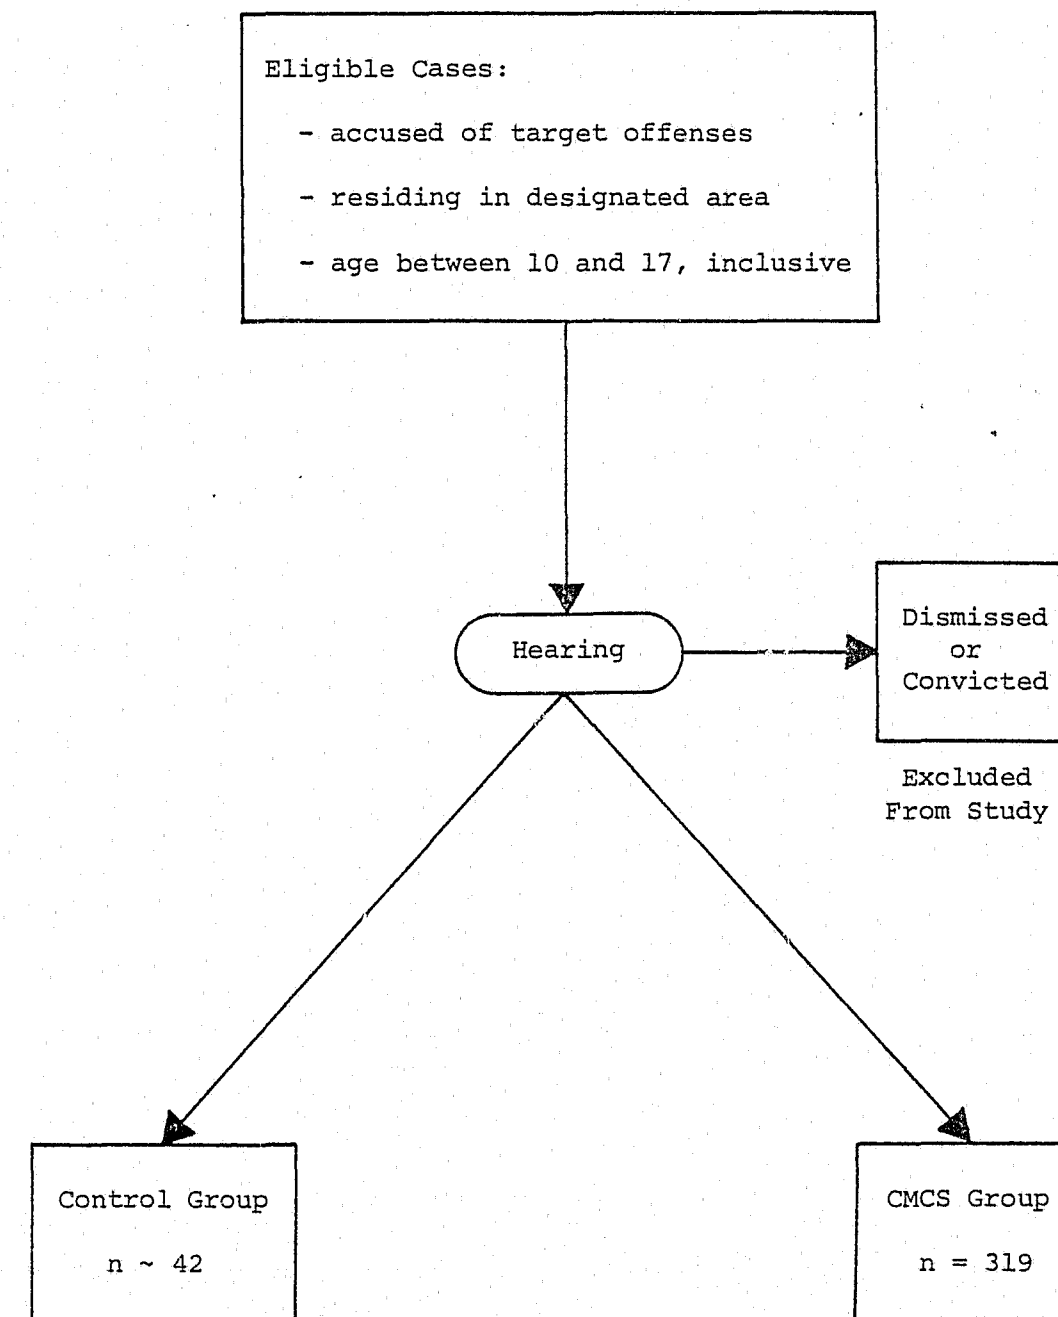 Eligible Cases:
- accused of target offenses
- residing in designated area
- age between 10 and 17, inclusive
Hearing
Dismissed
or
Convicted
Excluded
From Study
Control Group
n ~ 42
CMCS Group
n = 319